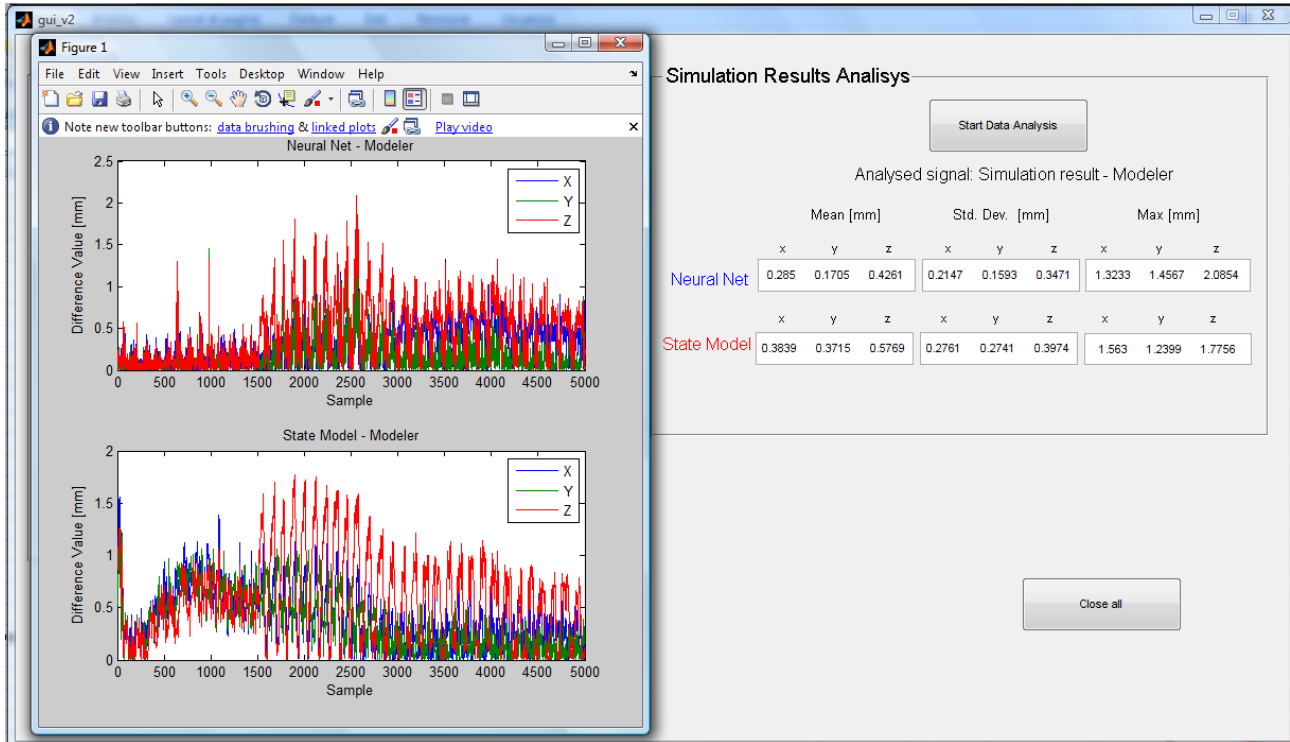 gui_v2
Figure 1
File Edit View Insert Tools Desktop Window Help
Note new toolbar buttons: data brushing & linked plots Play video
Neural Net - Modeler
2.5
2
1.5
1
0.5
0
Difference Value [mm]
X
Y
Z
0 500 1000 1500 2000 2500 3000 3500 4000 4500 5000
Sample
State Model - Modeler
2
1.5
1
0.5
0
Difference Value [mm]
X
Y
Z
0 500 1000 1500 2000 2500 3000 3500 4000 4500 5000
Sample
Simulation Results Analisys
Start Data Analysis
Analysed signal: Simulation result - Modeler
Mean [mm] Std. Dev. [mm] Max [mm]
x y z x y z x y z
Neural Net 0.285 0.1705 0.4261 0.2147 0.1593 0.3471 1.3233 1.4567 2.0854
x y z x y z x y z
State Model 0.3839 0.3715 0.5769 0.2761 0.2741 0.3974 1.563 1.2399 1.7756
Close all